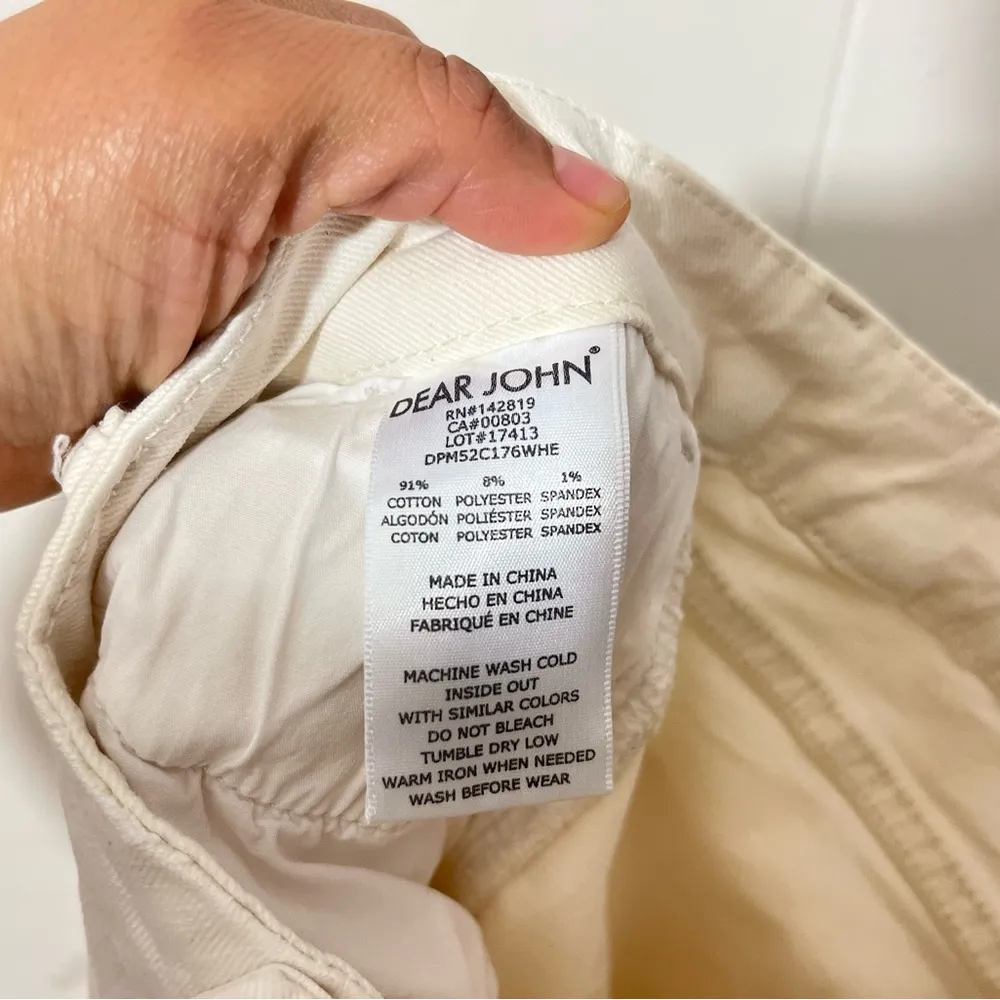 DEAR JOHN®
RN#142819
CA#00803
LOT#17413
DPM52C176WHE
91% 8% 1%
COTTON POLYESTER SPANDEX
ALGODÓN POLIÉSTER SPANDEX
COTON POLYESTER SPANDEX
MADE IN CHINA
HECHO EN CHINA
FABRIQUÉ EN CHINE
MACHINE WASH COLD
INSIDE OUT
WITH SIMILAR COLORS
DO NOT BLEACH
TUMBLE DRY LOW
WARM IRON WHEN NEEDED
WASH BEFORE WEAR